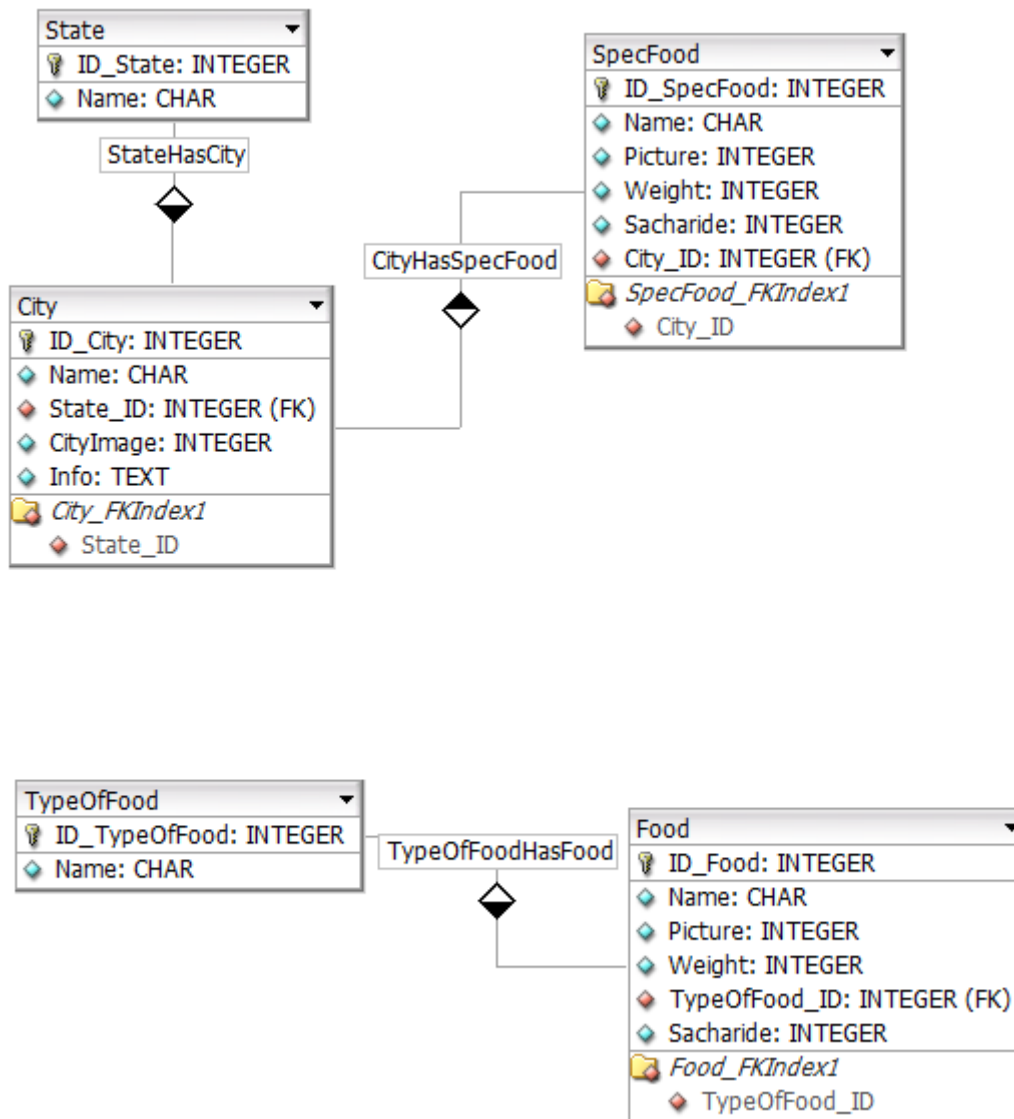 State
ID_State: INTEGER
Name: CHAR
StateHasCity
City
ID_City: INTEGER
Name: CHAR
State_ID: INTEGER (FK)
CityImage: INTEGER
Info: TEXT
City_FKIndex1
State_ID
CityHasSpecFood
SpecFood
ID_SpecFood: INTEGER
Name: CHAR
Picture: INTEGER
Weight: INTEGER
Sacharide: INTEGER
City_ID: INTEGER (FK)
SpecFood_FKIndex1
City_ID
TypeOfFood
ID_TypeOfFood: INTEGER
Name: CHAR
TypeOfFoodHasFood
Food
ID_Food: INTEGER
Name: CHAR
Picture: INTEGER
Weight: INTEGER
TypeOfFood_ID: INTEGER (FK)
Sacharide: INTEGER
Food_FKIndex1
TypeOfFood_ID